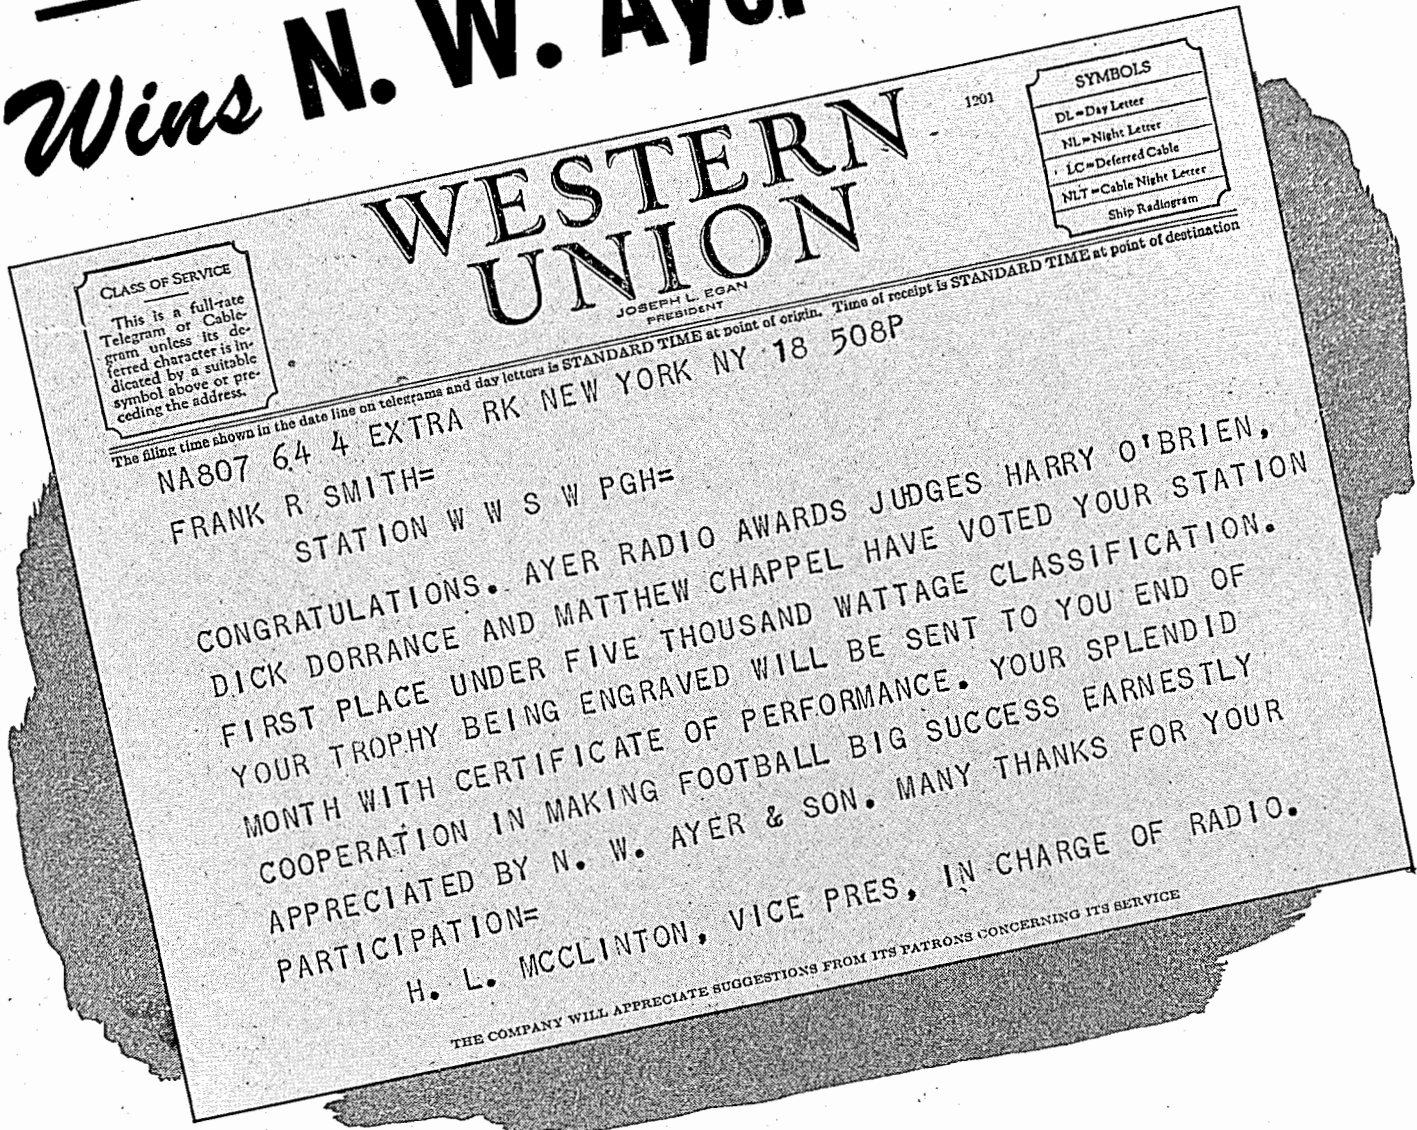 Wins N. W. Ayer
WESTERN
UNION
1201
JOSEPH L. EGAN
PRESIDENT
CLASS OF SERVICE
This is a full-rate
Telegram or Cable-
gram unless its de-
ferred character is in-
dicated by a suitable
symbol above or pre-
ceding the address.
SYMBOLS
DL=Day Letter
NL=Night Letter
LC=Deferred Cable
NLT=Cable Night Letter
Ship Radiogram
The filing time shown in the date line on telegrams and day letters is STANDARD TIME at point of origin. Time of receipt is STANDARD TIME at point of destination
NA807 64 4 EXTRA RK NEW YORK NY 18 508P
FRANK R SMITH=
STATION W W S W PGH=
CONGRATULATIONS. AYER RADIO AWARDS JUDGES HARRY O'BRIEN,
DICK DORRANCE AND MATTHEW CHAPPEL HAVE VOTED YOUR STATION
FIRST PLACE UNDER FIVE THOUSAND WATTAGE CLASSIFICATION.
YOUR TROPHY BEING ENGRAVED WILL BE SENT TO YOU END OF
MONTH WITH CERTIFICATE OF PERFORMANCE. YOUR SPLENDID
COOPERATION IN MAKING FOOTBALL BIG SUCCESS EARNESTLY
APPRECIATED BY N. W. AYER & SON. MANY THANKS FOR YOUR
PARTICIPATION=
H. L. MCCLINTON, VICE PRES, IN CHARGE OF RADIO.
THE COMPANY WILL APPRECIATE SUGGESTIONS FROM ITS PATRONS CONCERNING ITS SERVICE